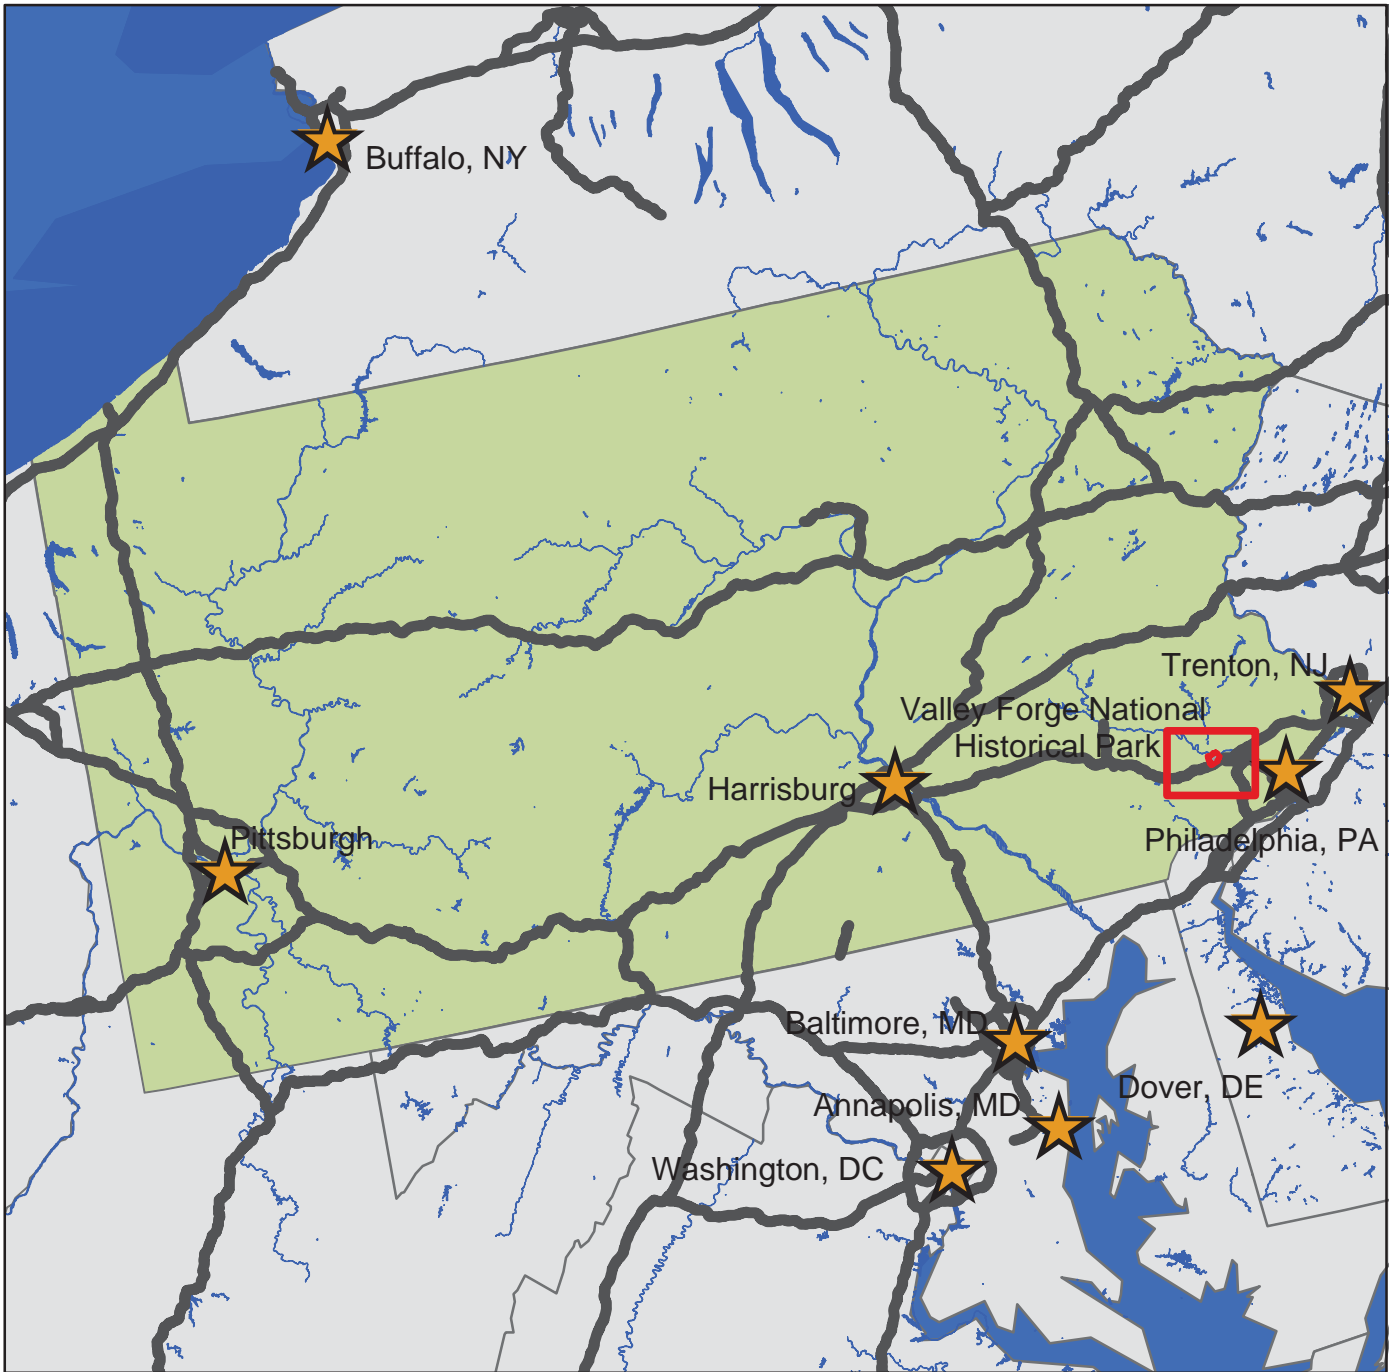 Buffalo, NY
Trenton, NJ
Valley Forge National
Historical Park
Harrisburg
Pittsburgh
Philadelphia, PA
Baltimore, MD
Dover, DE
Annapolis, MD
Washington, DC